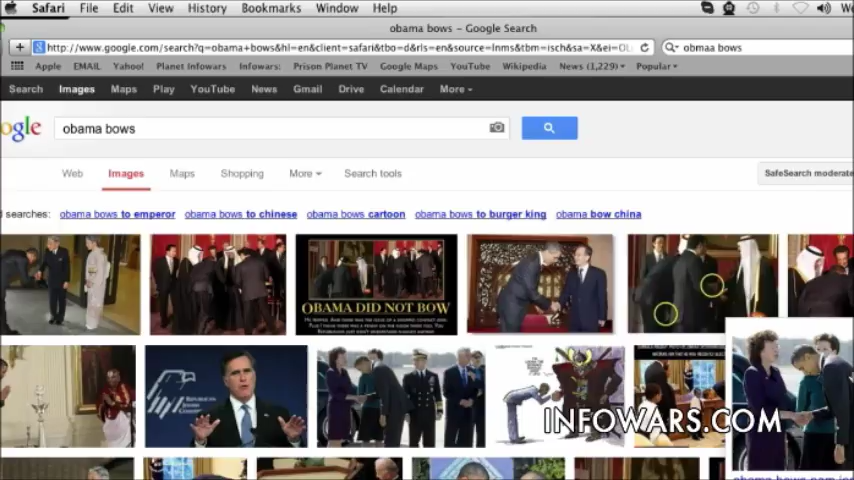 Safari File Edit View History Bookmarks Window Help
obama bows – Google Search
http://www.google.com/search?q=obama+bows&hl=en&client=safari&tbo=d&rls=en&source=lnms&tbm=isch&sa=X&ei=OU
obmaa bows
Apple EMAIL Yahoo! Planet Infowars Infowars: Prison Planet TV Google Maps YouTube Wikipedia News (1,229) Popular
Search Images Maps Play YouTube News Gmail Drive Calendar More
ogle
obama bows
Web Images Maps Shopping More Search tools
SafeSearch moderate
searches: obama bows to emperor obama bows to chinese obama bows cartoon obama bows to burger king obama bow china
OBAMA DID NOT BOW
INFOWARS.COM